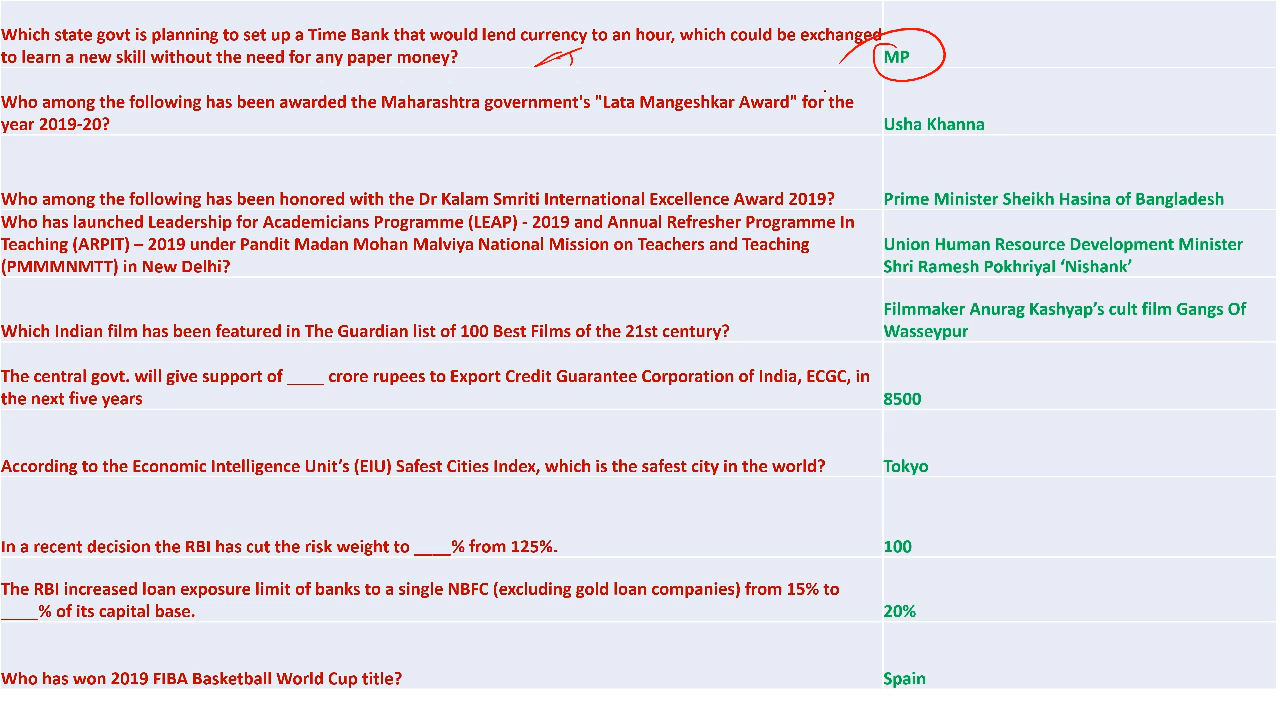 Which state govt is planning to set up a Time Bank that would lend currency to an hour, which could be exchanged
to learn a new skill without the need for any paper money?
MP
Who among the following has been awarded the Maharashtra government's "Lata Mangeshkar Award" for the
year 2019-20?
Usha Khanna
Who among the following has been honored with the Dr Kalam Smriti International Excellence Award 2019?
Prime Minister Sheikh Hasina of Bangladesh
Who has launched Leadership for Academicians Programme (LEAP) - 2019 and Annual Refresher Programme In
Teaching (ARPIT) – 2019 under Pandit Madan Mohan Malviya National Mission on Teachers and Teaching
(PMMMNMTT) in New Delhi?
Union Human Resource Development Minister
Shri Ramesh Pokhriyal ‘Nishank’
Which Indian film has been featured in The Guardian list of 100 Best Films of the 21st century?
Filmmaker Anurag Kashyap’s cult film Gangs Of
Wasseypur
The central govt. will give support of ____ crore rupees to Export Credit Guarantee Corporation of India, ECGC, in
the next five years
8500
According to the Economic Intelligence Unit’s (EIU) Safest Cities Index, which is the safest city in the world?
Tokyo
In a recent decision the RBI has cut the risk weight to ____% from 125%.
100
The RBI increased loan exposure limit of banks to a single NBFC (excluding gold loan companies) from 15% to
____% of its capital base.
20%
Who has won 2019 FIBA Basketball World Cup title?
Spain